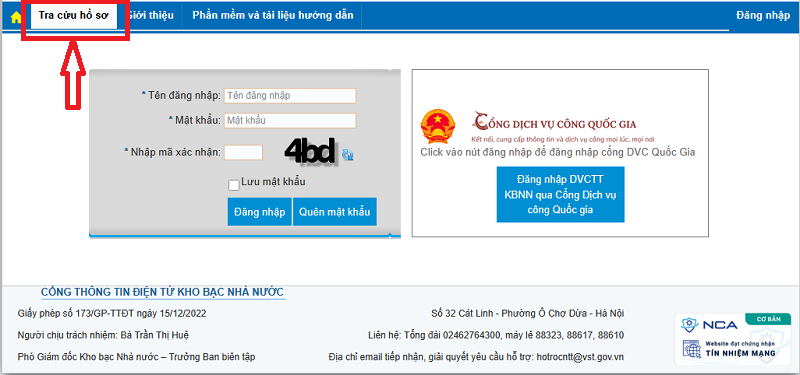 Tra cứu hồ sơ Giới thiệu Phần mềm và tài liệu hướng dẫn Đăng nhập
* Tên đăng nhập: Tên đăng nhập
* Mật khẩu: Mật khẩu
* Nhập mã xác nhận: 4bd
Lưu mật khẩu
Đăng nhập Quên mật khẩu
CỔNG DỊCH VỤ CÔNG QUỐC GIA
Kết nối, cung cấp thông tin và dịch vụ công mọi lúc, mọi nơi
Click vào nút đăng nhập để đăng nhập cổng DVC Quốc Gia
Đăng nhập DVCTT
KBNN qua Cổng Dịch vụ
công Quốc gia
CỔNG THÔNG TIN ĐIỆN TỬ KHO BẠC NHÀ NƯỚC
Giấy phép số 173/GP-TTĐT ngày 15/12/2022
Số 32 Cát Linh - Phường Ô Chợ Dừa - Hà Nội
Người chịu trách nhiệm: Bà Trần Thị Huệ
Liên hệ: Tổng đài 02462764300, máy lẻ 88323, 88617, 88610
Phó Giám đốc Kho bạc Nhà nước – Trưởng Ban biên tập
Địa chỉ email tiếp nhận, giải quyết yêu cầu hỗ trợ: hotrocntt@vst.gov.vn
NCA CƠ BẢN
Website đạt chứng nhận
TÍN NHIỆM MẠNG